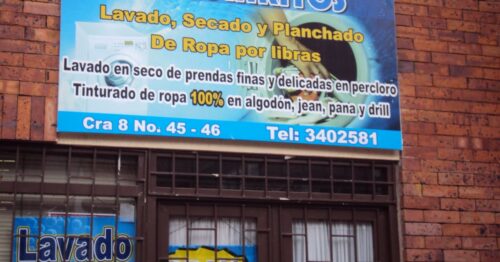 Lavado, Secado y Planchado
De Ropa por libras
Lavado en seco de prendas finas y delicadas en percloro
Tinturado de ropa 100% en algodón, jean, pana y drill
Cra 8 No. 45 - 46
Tel: 3402581
Lavado